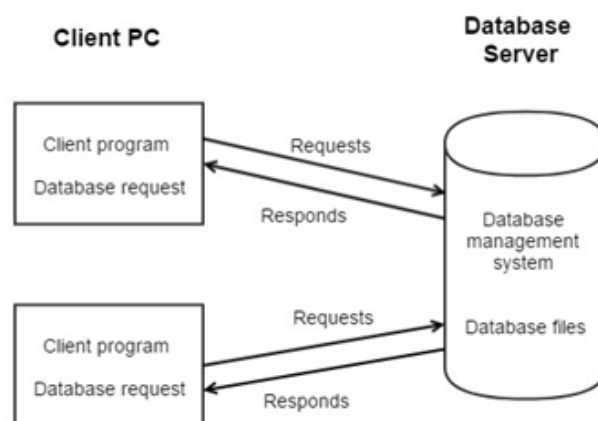 Client PC
Database
Server
Client program
Database request
Requests
Responds
Database
management
system
Database files
Client program
Database request
Requests
Responds